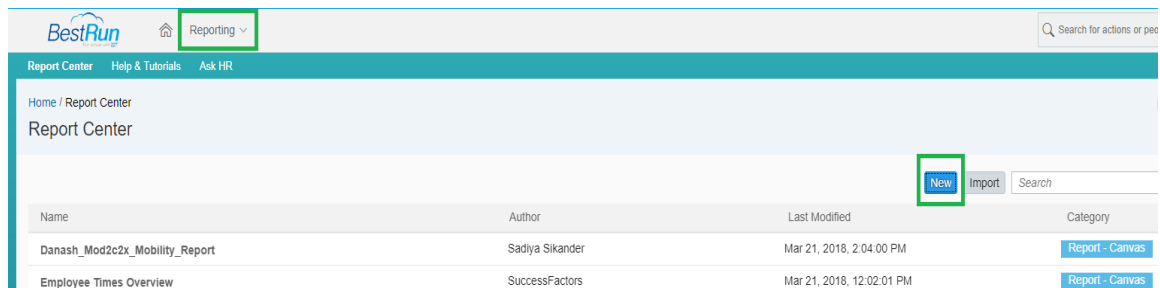 BestRun Reporting Search for actions or peo
Report Center Help & Tutorials Ask HR
Home / Report Center
Report Center
New Import Search
Name Author Last Modified Category
Danash_Mod2c2x_Mobility_Report Sadiya Sikander Mar 21, 2018, 2:04:00 PM Report - Canvas
Employee Times Overview SuccessFactors Mar 21, 2018, 12:02:01 PM Report - Canvas